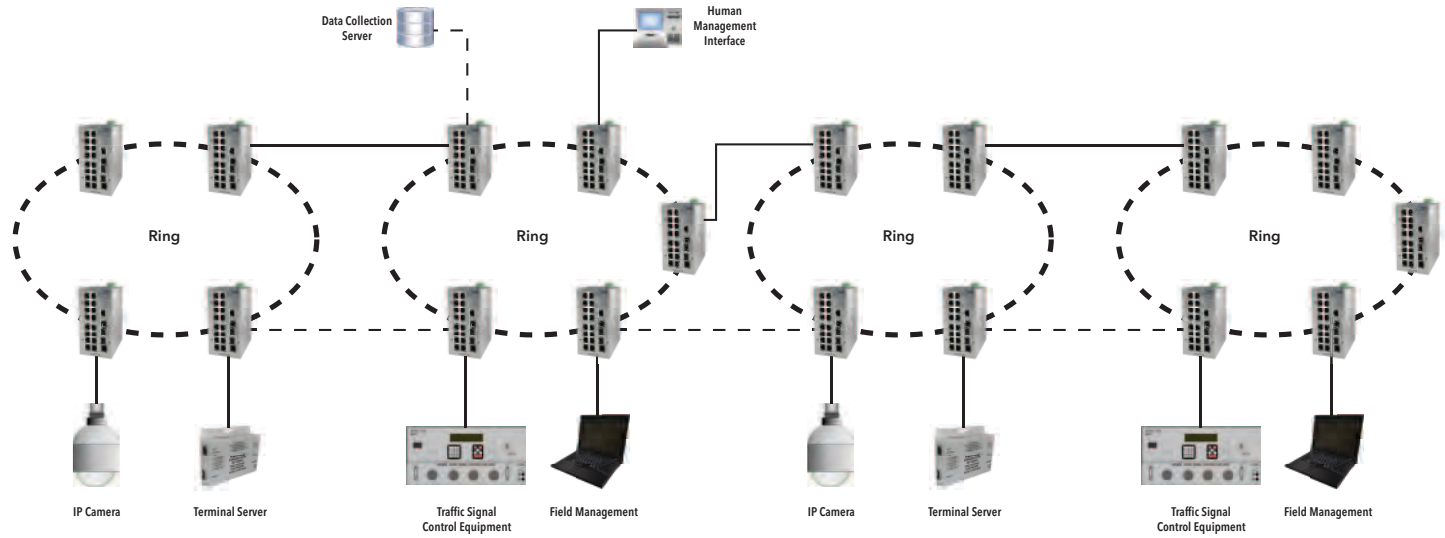 Data Collection
Server
Human
Management
Interface
Ring
Ring
Ring
Ring
IP Camera
Terminal Server
Traffic Signal
Control Equipment
Field Management
IP Camera
Terminal Server
Traffic Signal
Control Equipment
Field Management